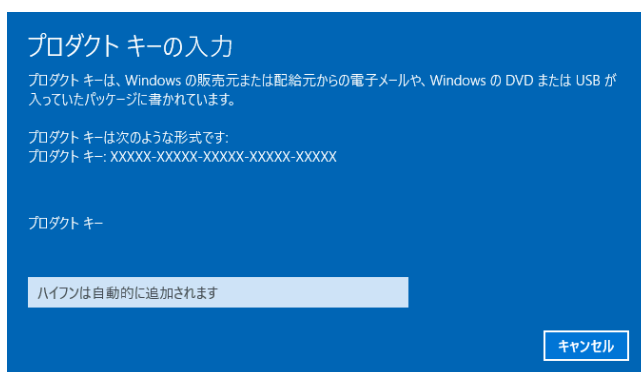 プロダクト キーの入力
プロダクト キーは、Windows の販売元または配給元からの電子メールや、Windows の DVD または USB が
入っていたパッケージに書かれています。
プロダクト キーは次のような形式です:
プロダクト キー: XXXXX-XXXXX-XXXXX-XXXXX-XXXXX
プロダクト キー
ハイフンは自動的に追加されます
キャンセル